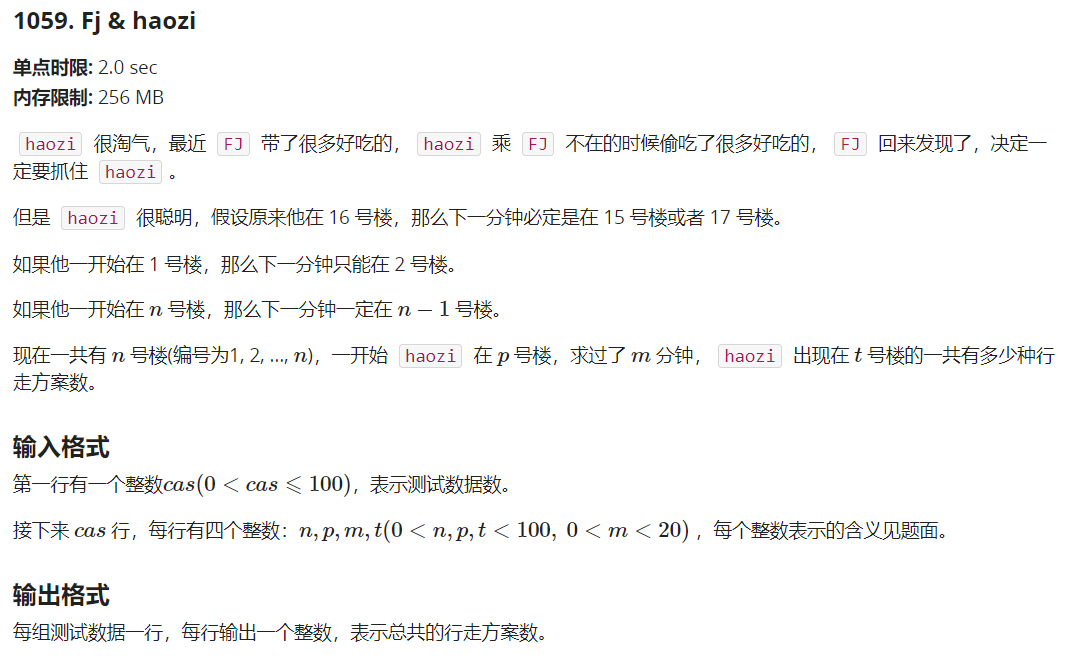 1059. Fj & haozi
单点时限: 2.0 sec
内存限制: 256 MB
haozi 很淘气，最近 FJ 带了很多好吃的， haozi 乘 FJ 不在的时候偷吃了很多好吃的， FJ 回来发现了，决定一
定要抓住 haozi 。
但是 haozi 很聪明，假设原来他在 16 号楼，那么下一分钟必定是在 15 号楼或者 17 号楼。
如果他一开始在 1 号楼，那么下一分钟只能在 2 号楼。
如果他一开始在 n 号楼，那么下一分钟一定在 n − 1 号楼。
现在一共有 n 号楼(编号为1, 2, ..., n)，一开始 haozi 在 p 号楼，求过了 m 分钟， haozi 出现在 t 号楼的一共有多少种行
走方案数。
输入格式
第一行有一个整数cas(0 < cas ⩽ 100)，表示测试数据数。
接下来 cas 行，每行有四个整数：n, p, m, t(0 < n, p, t < 100, 0 < m < 20) ，每个整数表示的含义见题面。
输出格式
每组测试数据一行，每行输出一个整数，表示总共的行走方案数。